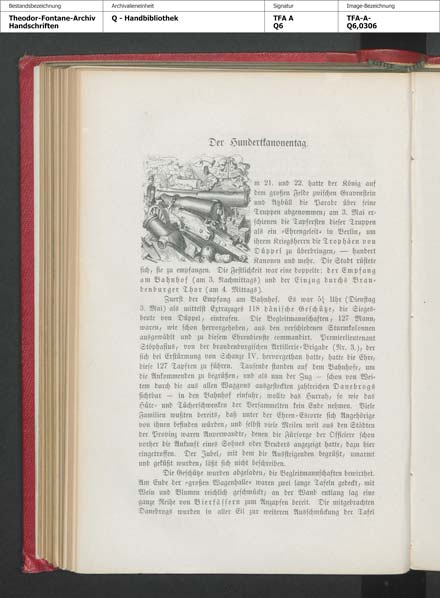 Bestandsbezeichnung
Theodor-Fontane-Archiv
Handschriften
Archivalieneinheit
Q - Handbibliothek
Signatur
TFA A
Q6
Image-Bezeichnung
TFA-A-
Q6,0306
Der Hundertkanonentag.
m 21. und 22. hatte der König auf
dem großen Felde zwischen Gravenstein
und Atzbüll die Parade über seine
Truppen abgenommen; am 3. Mai er-
schienen die Tapfersten dieser Truppen
als ein »Ehrengeleit« in Berlin, um
ihrem Kriegsherrn die Trophäen von
Düppel zu überbringen, — hundert
Kanonen und mehr. Die Stadt rüstete
sich, sie zu empfangen. Die Festlichkeit war eine doppelte: der Empfang
am Bahnhof (am 3. Nachmittags) und der Einzug durchs Bran-
denburger Thor (am 4. Mittags).
Zuerst der Empfang am Bahnhof. Es war 5½ Uhr (Dienstag
3. Mai) als mittelst Extrazuges 118 dänische Geschütze, die Sieges-
beute von Düppel, eintrafen. Die Begleitmannschaften, 127 Mann,
waren, wie schon hervorgehoben, aus den verschiedenen Sturmkolonnen
ausgewählt und zu diesem Ehrendienste commandirt. Premierlieutenant
Stöphasius, von der brandenburgischen Artillerie-Brigade (Nr. 3.), der
sich bei Erstürmung von Schanze IV. hervorgethan hatte, hatte die Ehre,
diese 127 Tapfern zu führen. Tausende standen auf dem Bahnhofe, um
die Ankommenden zu begrüßen, und als nun der Zug — schon von Wei-
tem durch die aus allen Waggons ausgesteckten zahlreichen Danebrogs
sichtbar — in den Bahnhof einfuhr, wollte das Hurrah, so wie das
Hüte- und Tücherschwenken der Versammelten kein Ende nehmen. Viele
Familien wußten bereits, daß unter der Ehren-Escorte sich Angehörige
von ihnen befinden würden, und selbst viele Meilen weit aus den Städten
der Provinz waren Anverwandte, denen die Fürsorge der Officiere schon
vorher die Ankunft eines Sohnes oder Bruders angezeigt hatte, dazu hier
eingetroffen. Der Jubel, mit dem die Aussteigenden begrüßt, umarmt
und geküßt wurden, läßt sich nicht beschreiben.
Die Geschütze wurden abgeladen, die Begleitmannschaften bewirthet.
Am Ende der »großen Wagenhalle« waren zwei lange Tafeln gedeckt, mit
Wein und Blumen reichlich geschmückt; an der Wand entlang lag eine
ganze Reihe von Bierfässern zum Anzapfen bereit. Die mitgebrachten
Danebrogs wurden in aller Eil zur weiteren Ausschmückung der Tafel